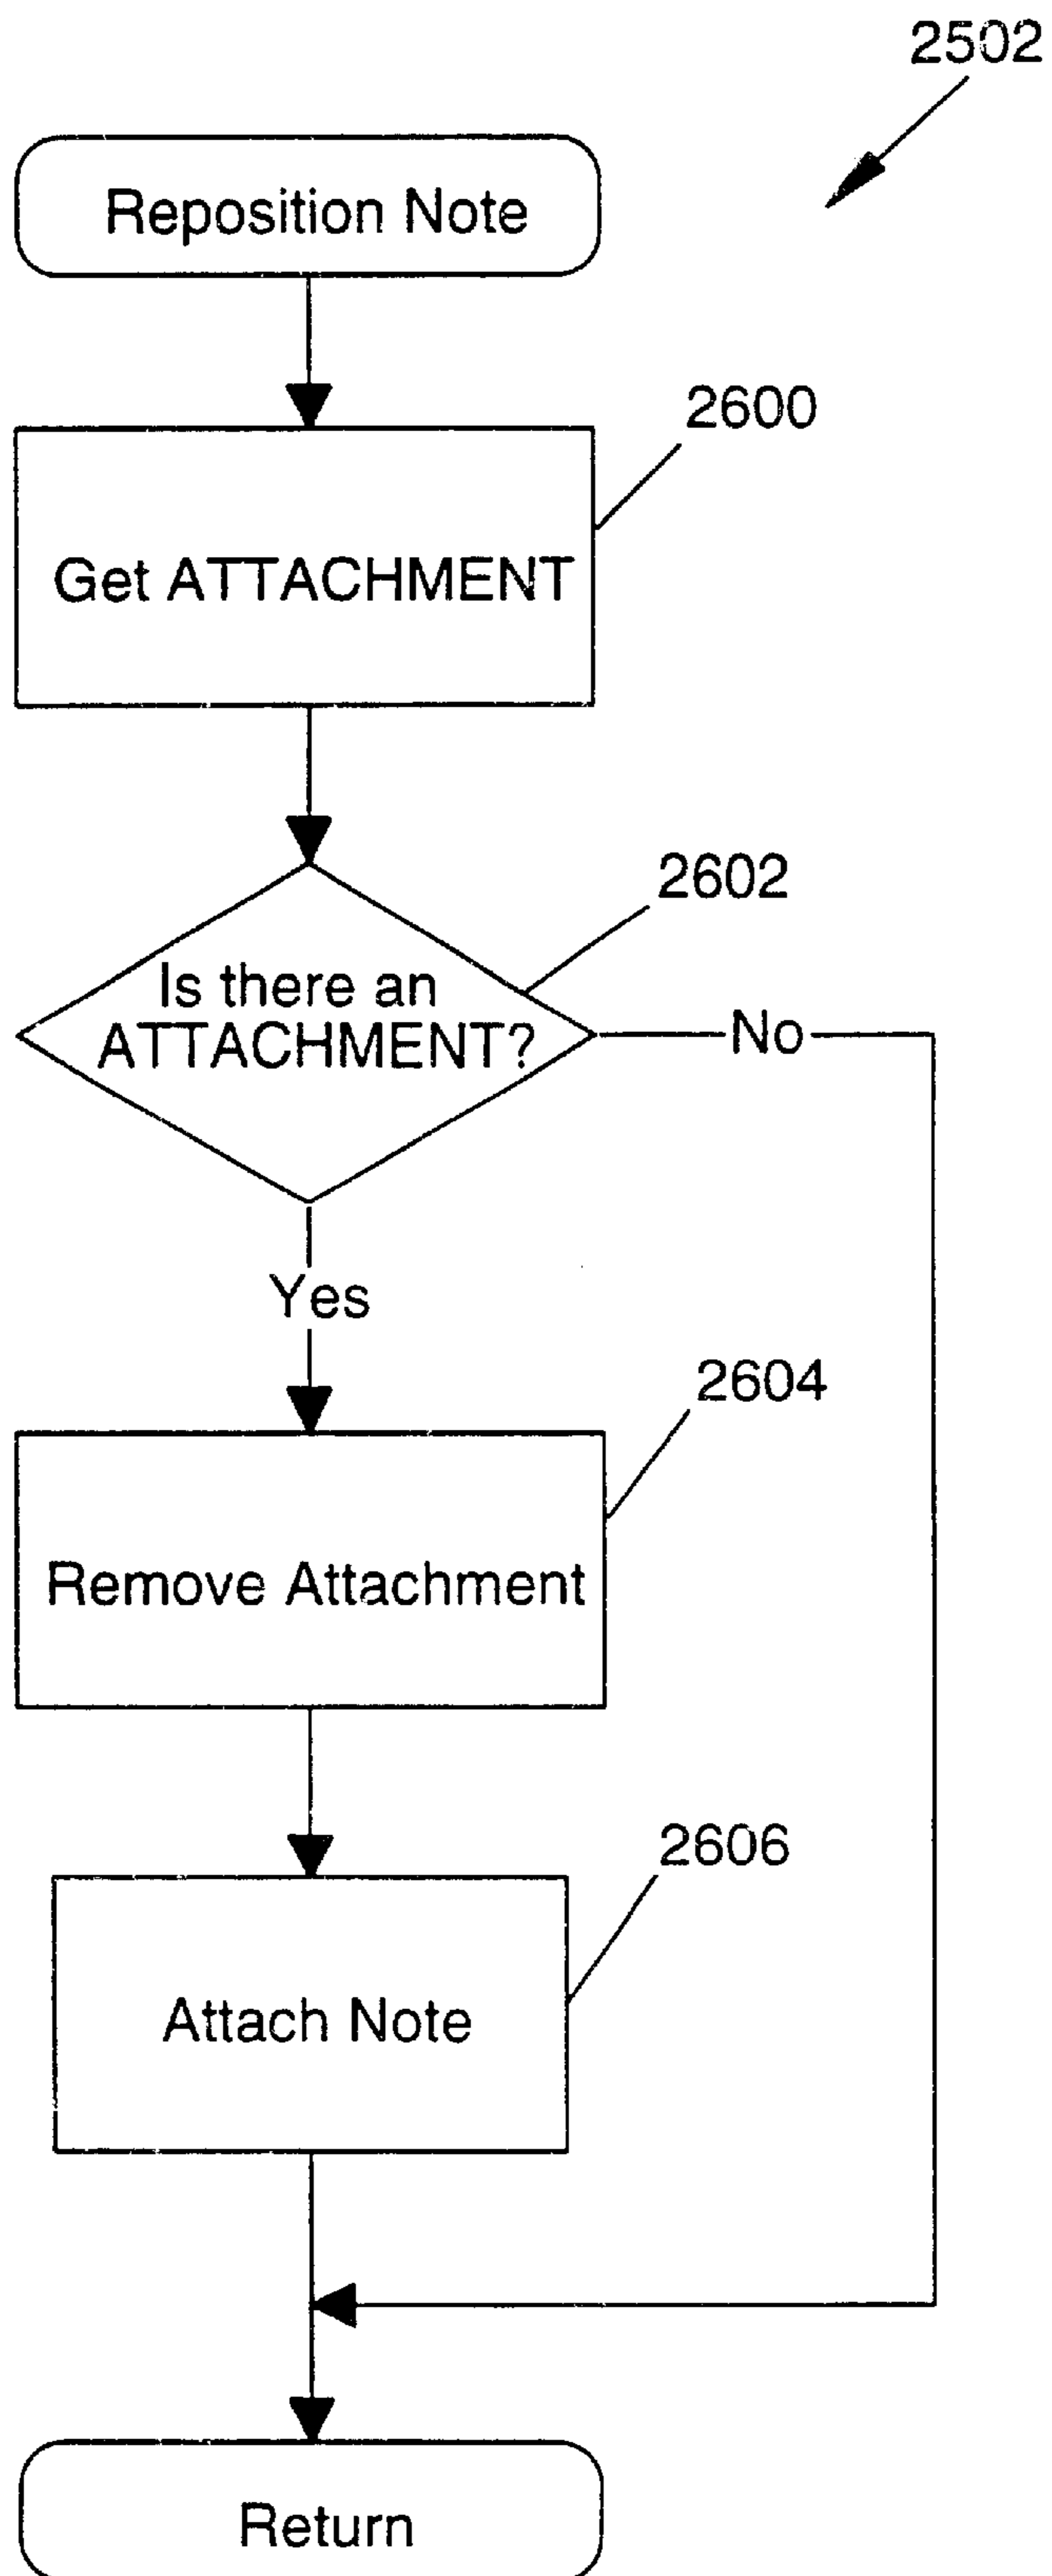 2502
Reposition Note
2600
Get ATTACHMENT
2602
Is there an
ATTACHMENT?
No
Yes
2604
Remove Attachment
2606
Attach Note
Return